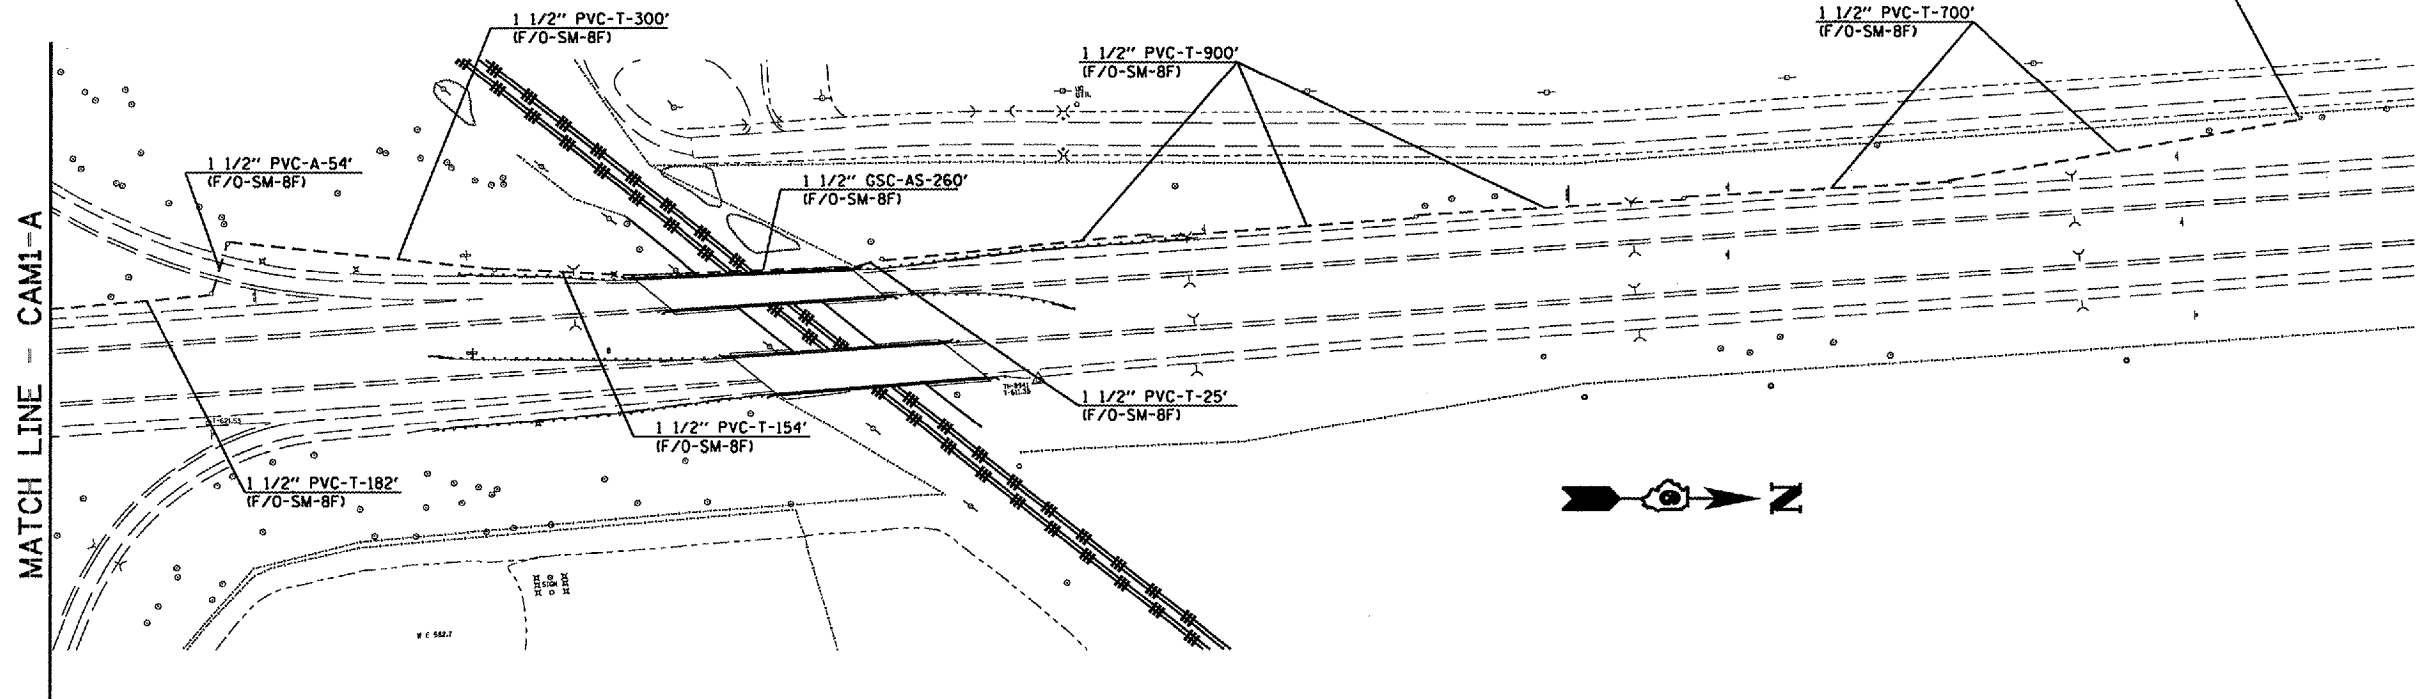 1 1/2" PVC-T-300'
(F/O-SM-8F)
1 1/2" PVC-T-700'
(F/O-SM-8F)
1 1/2" PVC-T-900'
(F/O-SM-8F)
1 1/2" PVC-A-54'
(F/O-SM-8F)
1 1/2" GSC-AS-260'
(F/O-SM-8F)
MATCH LINE - CAM1-A
1 1/2" PVC-T-25'
(F/O-SM-8F)
1 1/2" PVC-T-154'
(F/O-SM-8F)
1 1/2" PVC-T-182'
(F/O-SM-8F)
N
SIGN
W E 582.7